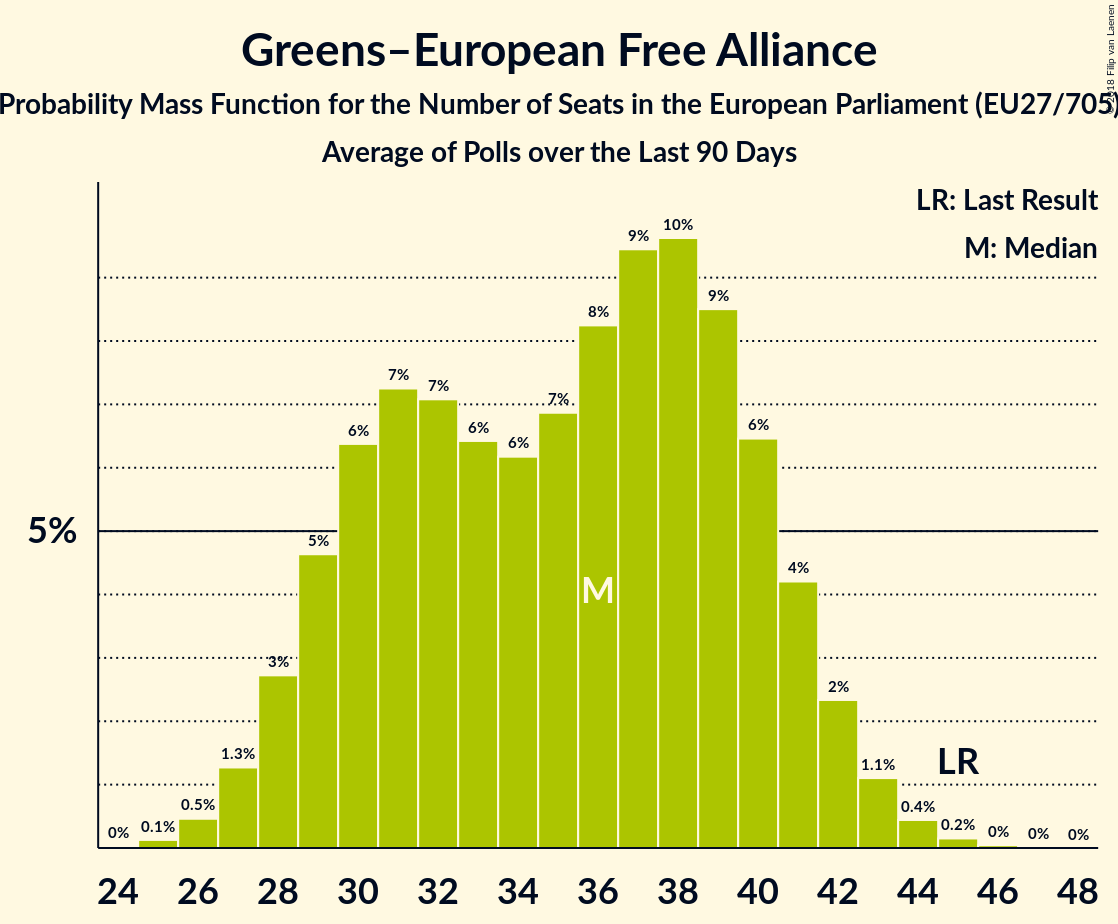 Greens–European Free Alliance
Probability Mass Function for the Number of Seats in the European Parliament (EU27/705)
Average of Polls over the Last 90 Days
© 2018 Filip van Laenen
LR: Last Result
M: Median
5%
0%
0.1%
0.5%
1.3%
3%
5%
6%
7%
7%
6%
6%
7%
8%
9%
10%
9%
6%
4%
2%
1.1%
0.4%
0.2%
0%
0%
0%
M
LR
24 26 28 30 32 34 36 38 40 42 44 46 48